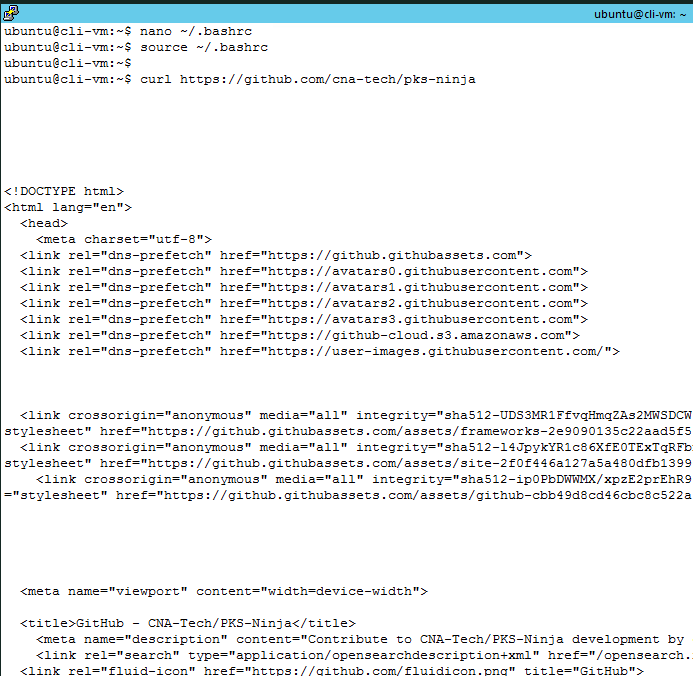 ubuntu@cli-vm: ~
ubuntu@cli-vm:~$ nano ~/.bashrc
ubuntu@cli-vm:~$ source ~/.bashrc
ubuntu@cli-vm:~$
ubuntu@cli-vm:~$ curl https://github.com/cna-tech/pks-ninja
<!DOCTYPE html>
<html lang="en">
  <head>
    <meta charset="utf-8">
  <link rel="dns-prefetch" href="https://github.githubassets.com">
  <link rel="dns-prefetch" href="https://avatars0.githubusercontent.com">
  <link rel="dns-prefetch" href="https://avatars1.githubusercontent.com">
  <link rel="dns-prefetch" href="https://avatars2.githubusercontent.com">
  <link rel="dns-prefetch" href="https://avatars3.githubusercontent.com">
  <link rel="dns-prefetch" href="https://github-cloud.s3.amazonaws.com">
  <link rel="dns-prefetch" href="https://user-images.githubusercontent.com/">
  <link crossorigin="anonymous" media="all" integrity="sha512-UDS3MR1FfvqHmqZAs2MWSDCW
stylesheet" href="https://github.githubassets.com/assets/frameworks-2e9090135c22aad5f5
  <link crossorigin="anonymous" media="all" integrity="sha512-l4JpykYR1c86XfE0TExTqRFb
stylesheet" href="https://github.githubassets.com/assets/site-2f0f446a127a5a480dfb1399
    <link crossorigin="anonymous" media="all" integrity="sha512-ip0PbDWWMX/xpzE2prEhR9
="stylesheet" href="https://github.githubassets.com/assets/github-cbb49d8cd46cbc8c522a
  <meta name="viewport" content="width=device-width">
  <title>GitHub - CNA-Tech/PKS-Ninja</title>
    <meta name="description" content="Contribute to CNA-Tech/PKS-Ninja development by
    <link rel="search" type="application/opensearchdescription+xml" href="/opensearch.
  <link rel="fluid-icon" href="https://github.com/fluidicon.png" title="GitHub">